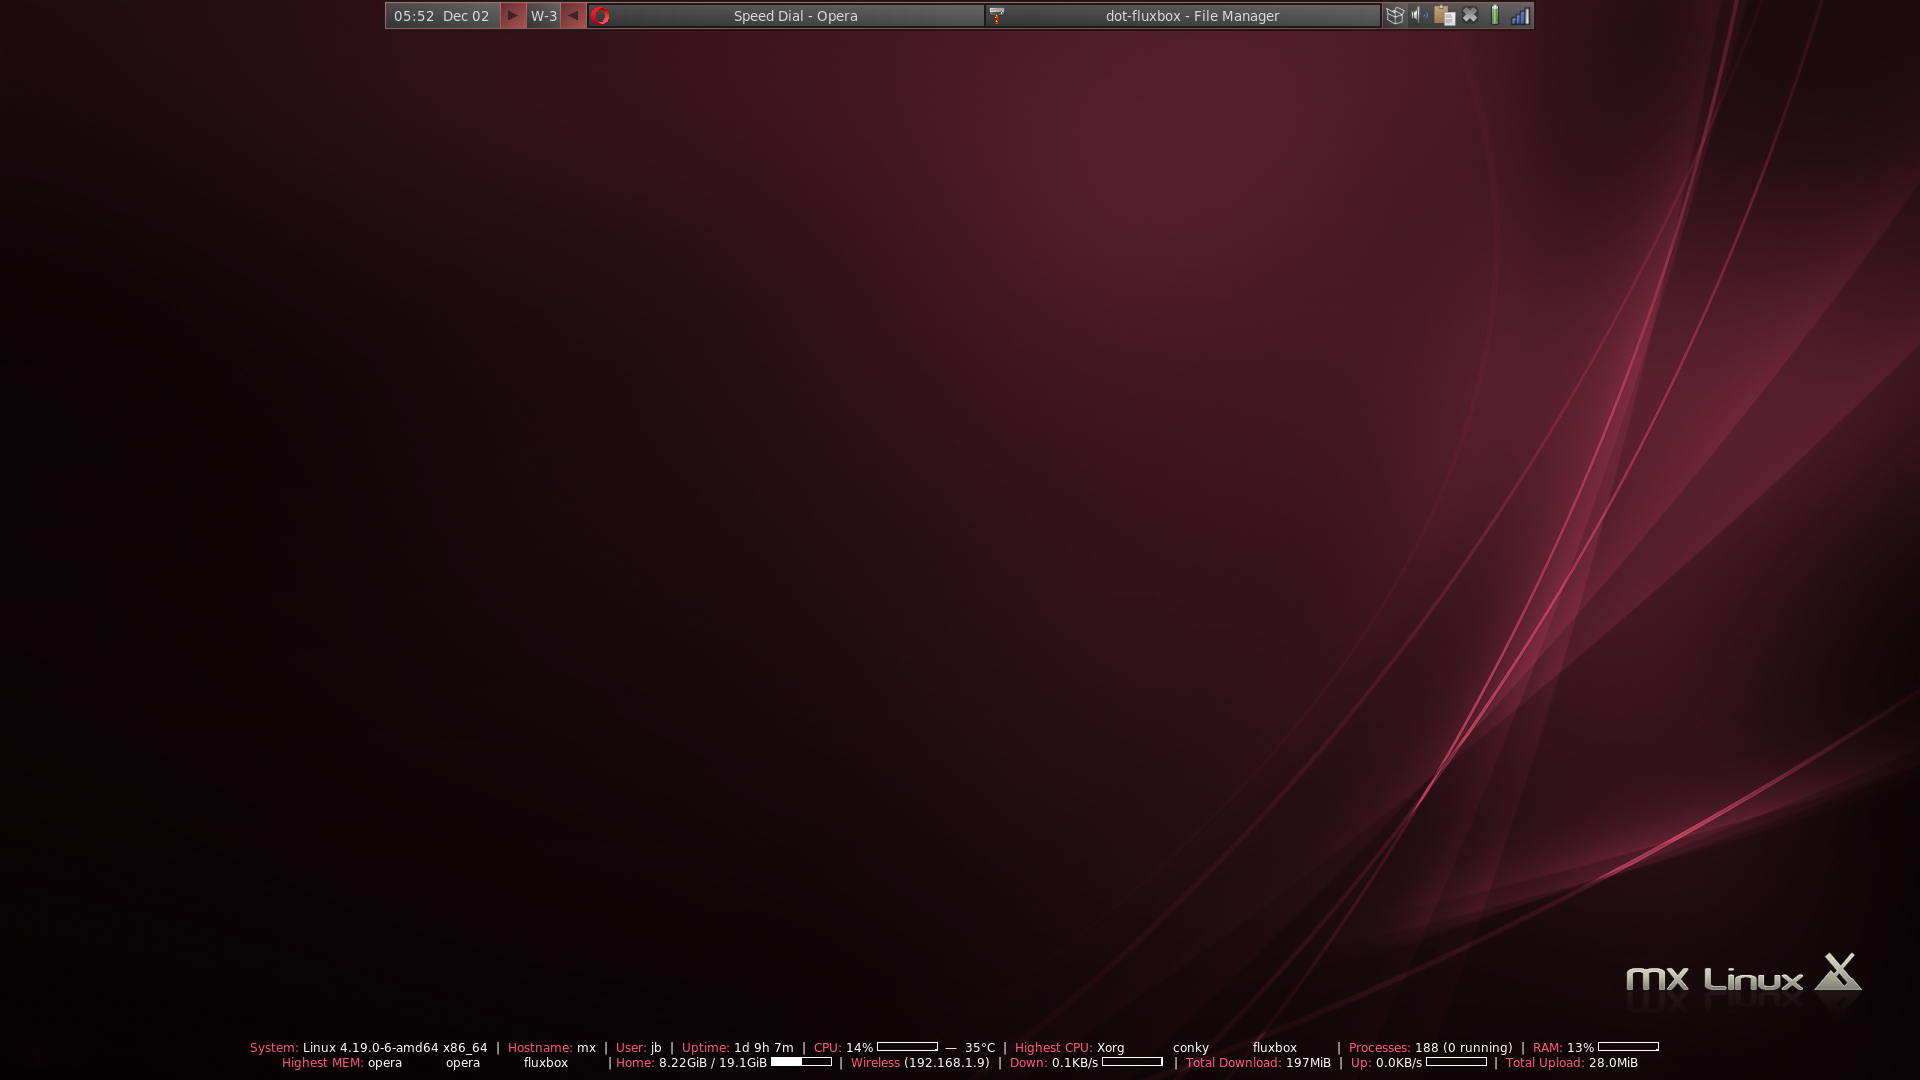 05:52 Dec 02 W-3 Speed Dial - Opera dot-fluxbox - File Manager
mx Linux
System: Linux 4.19.0-6-amd64 x86_64 | Hostname: mx | User: jb | Uptime: 1d 9h 7m | CPU: 14% — 35°C | Highest CPU: Xorg conky fluxbox | Processes: 188 (0 running) | RAM: 13%
Highest MEM: opera opera fluxbox | Home: 8.22GiB / 19.1GiB | Wireless (192.168.1.9) | Down: 0.1KB/s | Total Download: 197MiB | Up: 0.0KB/s | Total Upload: 28.0MiB